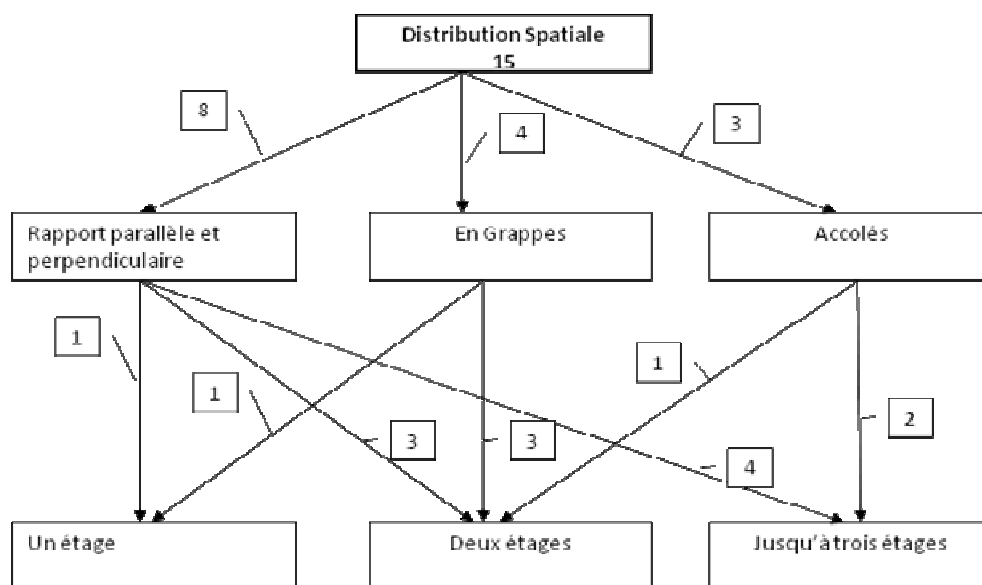 Distribution Spatiale
15
8
4
3
Rapport parallèle et
perpendiculaire
En Grappes
Accolés
1
1
3
3
1
4
2
Un étage
Deux étages
Jusqu'à trois étages